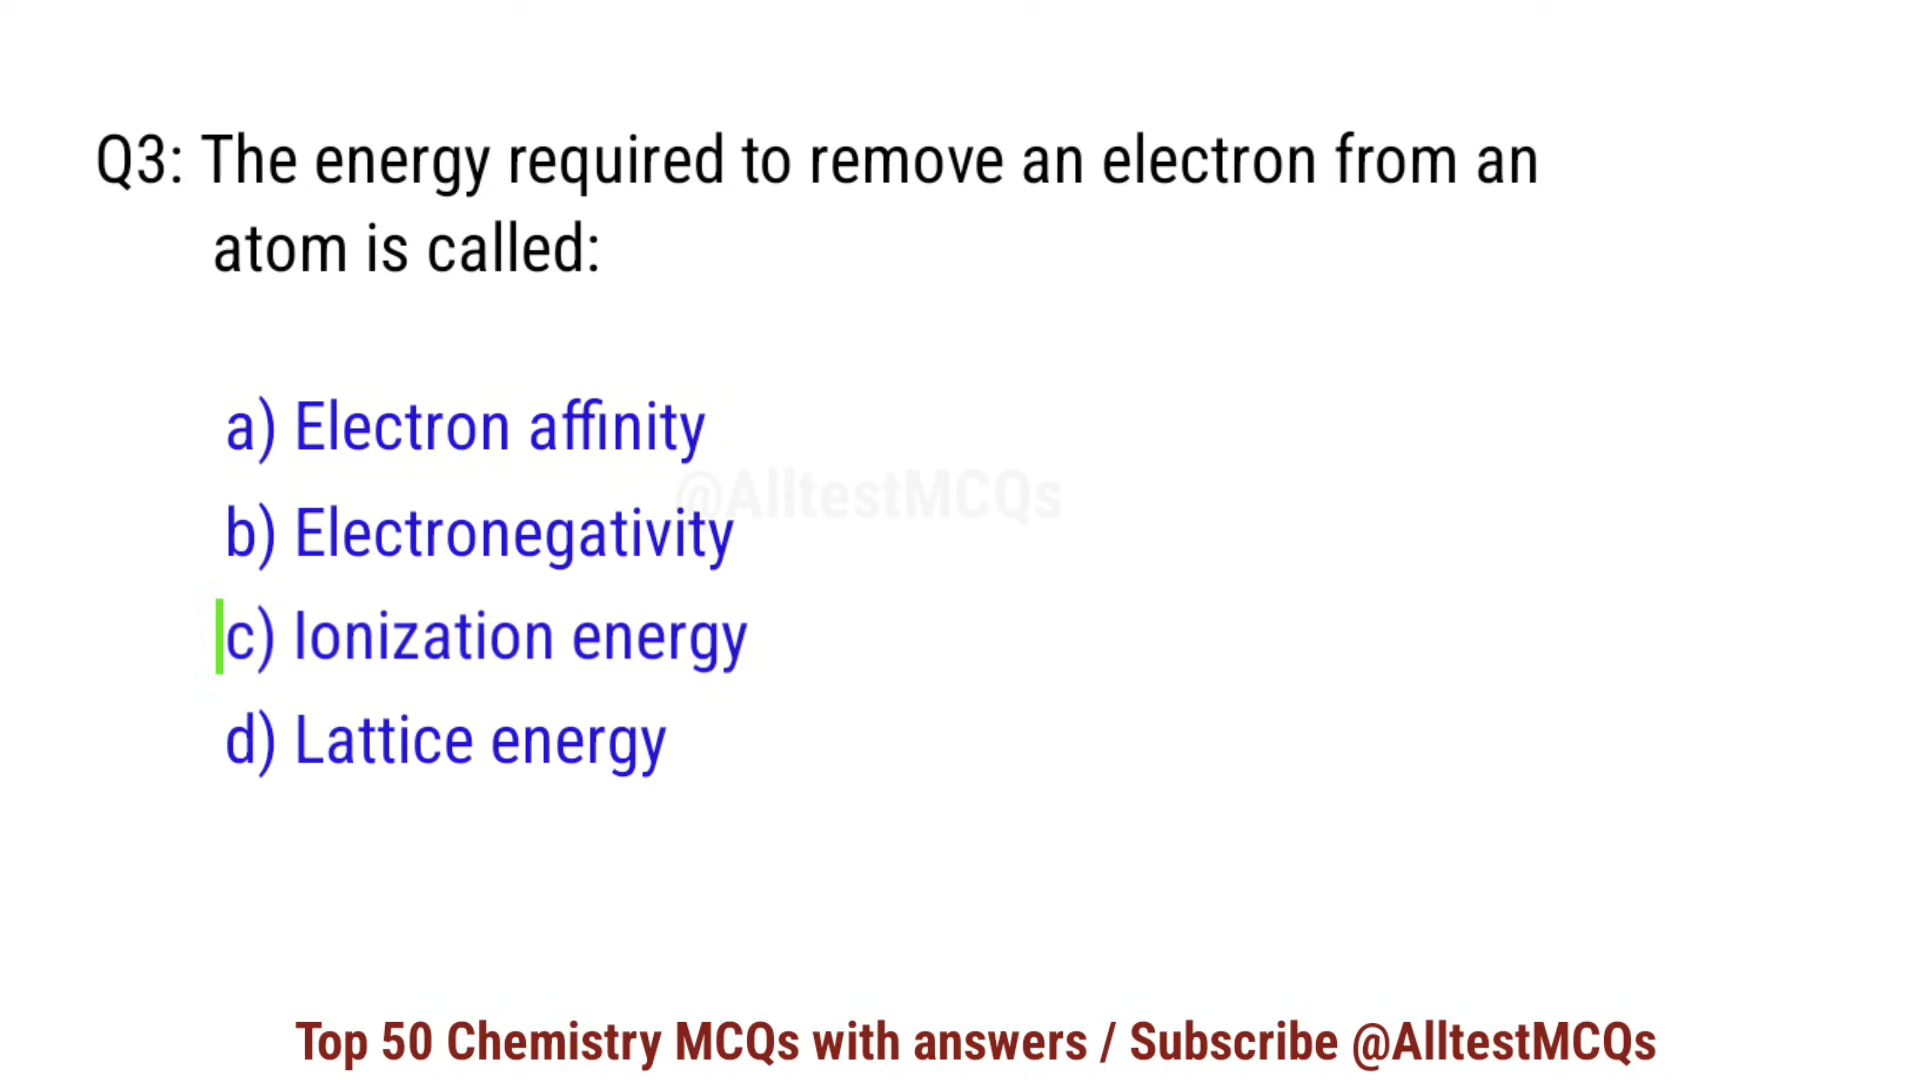 Q3: The energy required to remove an electron from an
atom is called:
a) Electron affinity
@AlltestMCQs
b) Electronegativity
c) Ionization energy
d) Lattice energy
Top 50 Chemistry MCQs with answers / Subscribe @AlltestMCQs